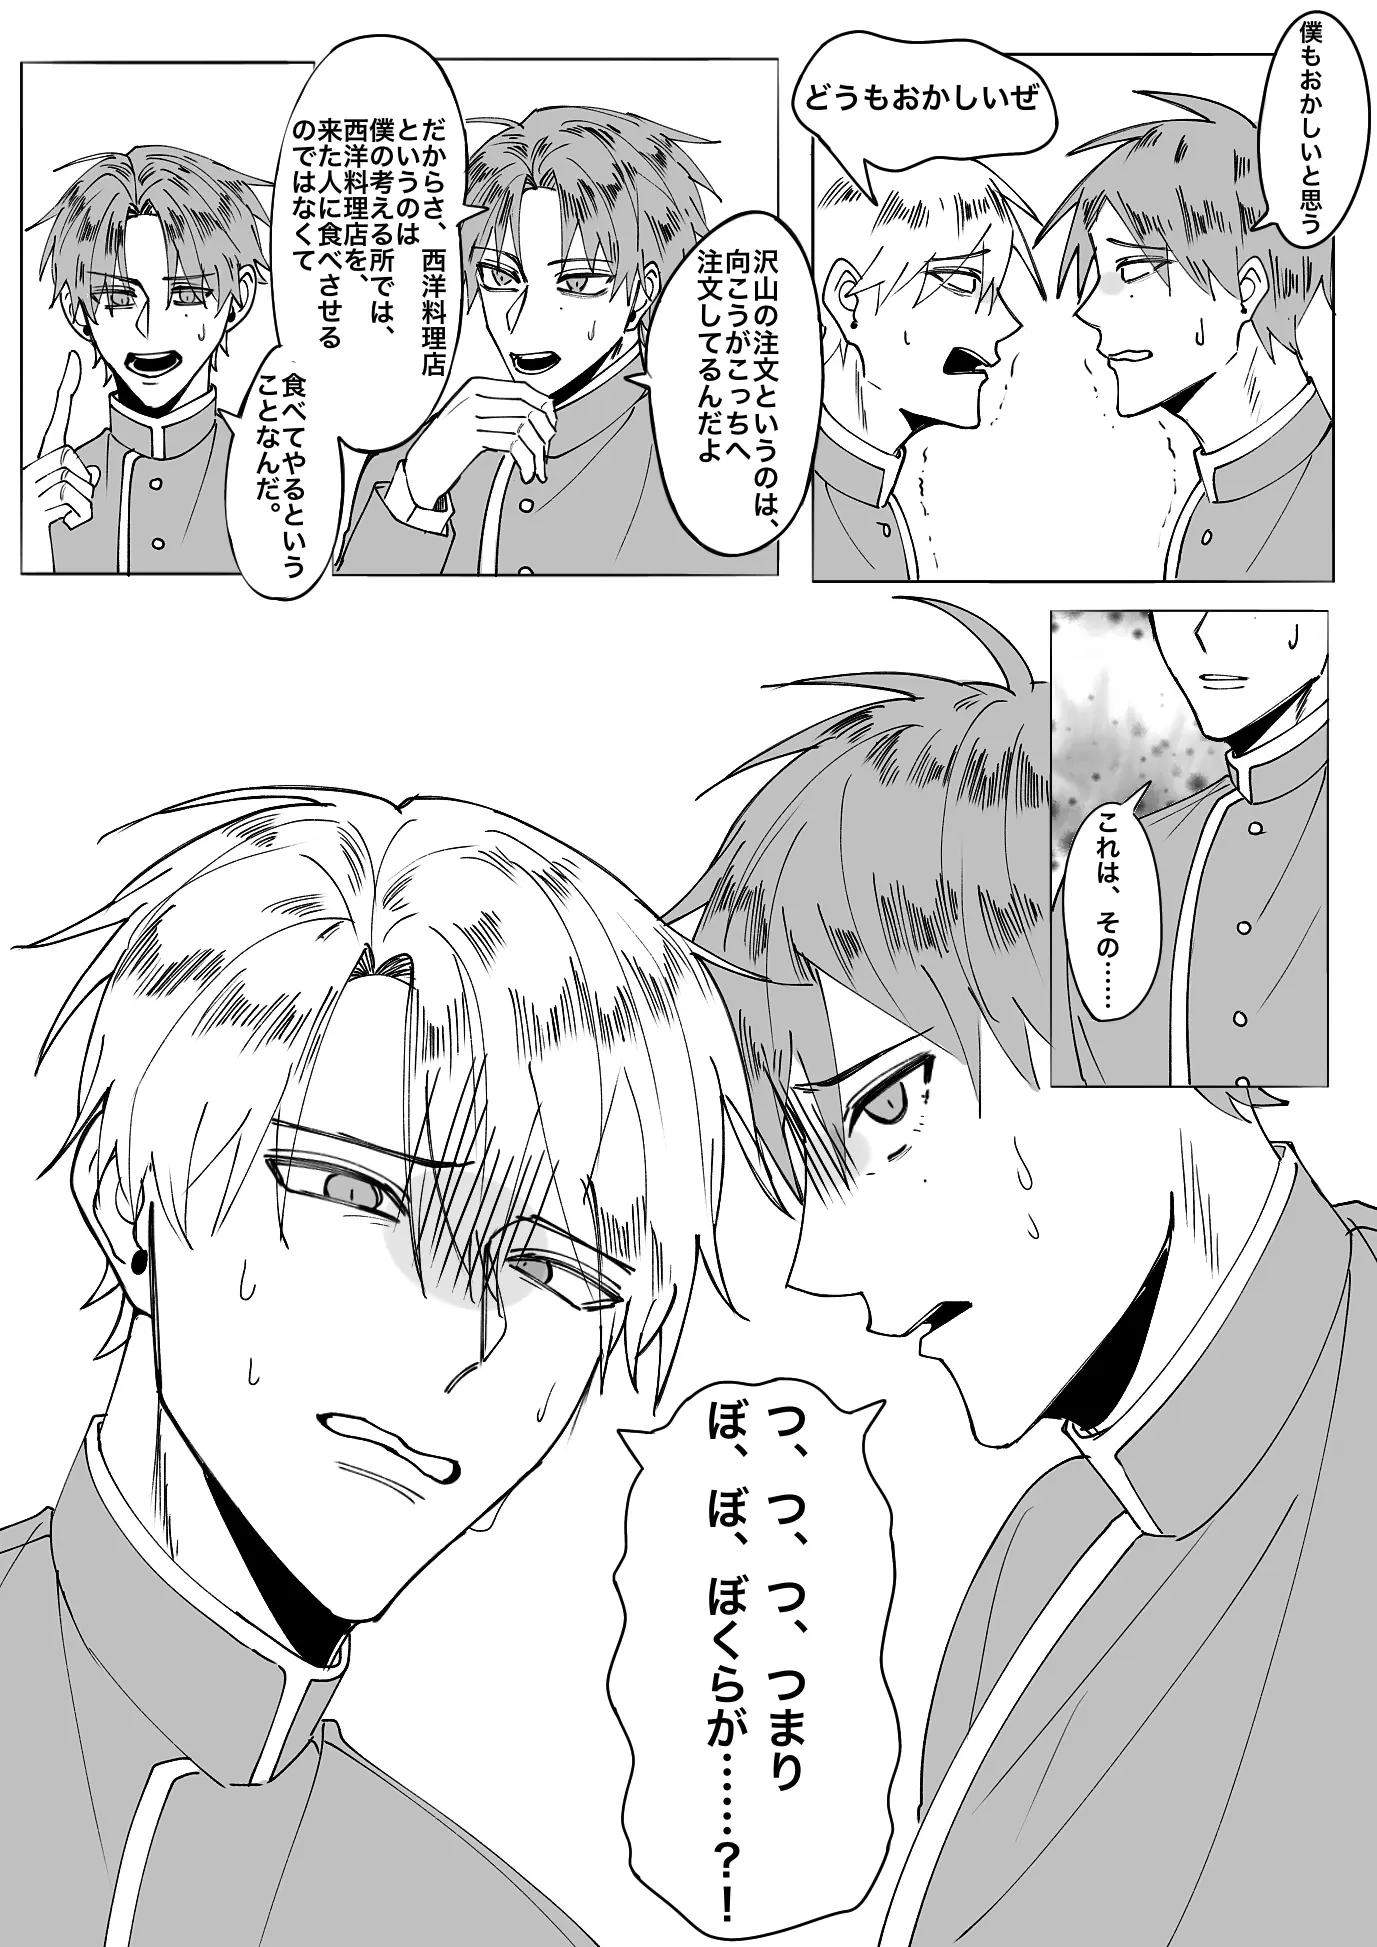 僕もおかしいと思う
どうもおかしいぜ
沢山の注文というのは、
向こうがこっちへ
注文してるんだよ
だからさ、西洋料理店
というのは
僕の考える所では、
西洋料理店を、
来た人に食べさせる
のではなくて
食べてやるという
ことなんだ。
これは、その……
つ、つ、つ、つまり
ぼ、ぼ、ぼくらが……？！